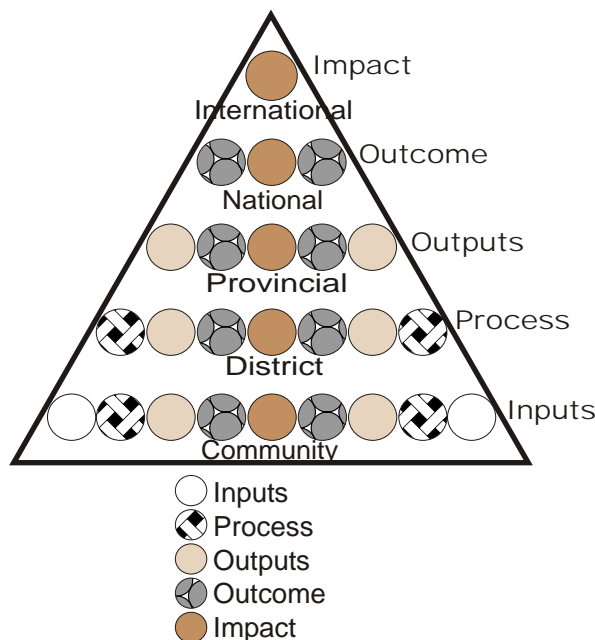 Impact
International
Outcome
National
Outputs
Provincial
Process
District
Inputs
Community
Inputs
Process
Outputs
Outcome
Impact